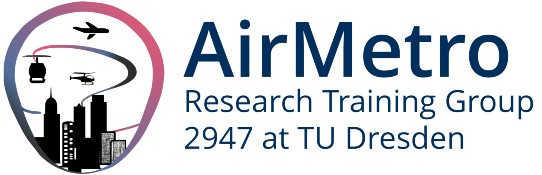 AirMetro
Research Training Group
2947 at TU Dresden